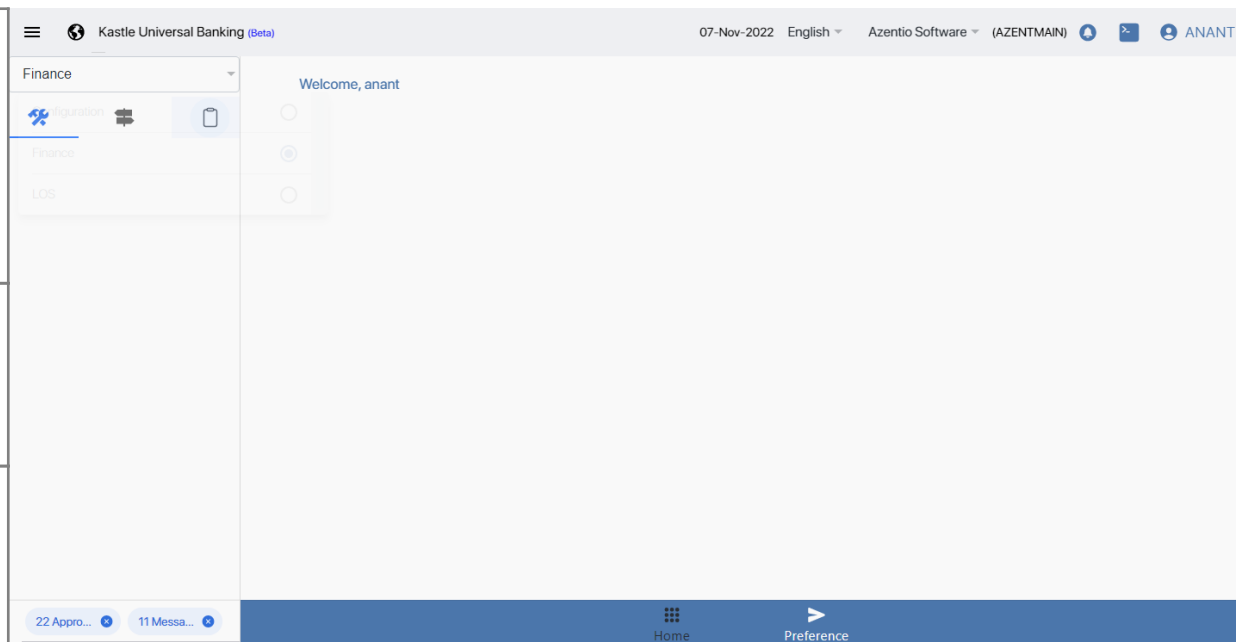 Kastle Universal Banking (Beta)
07-Nov-2022 English Azentio Software (AZENTMAIN) ANANT
Finance
Welcome, anant
Finance
LOS
22 Appro... 11 Messa...
Home Preference